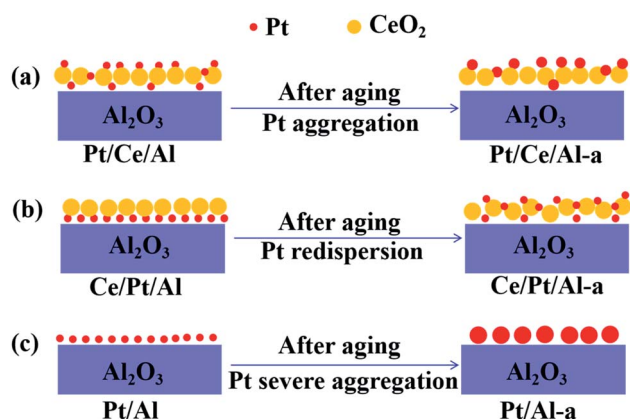 Pt CeO2
(a)
After aging
Pt aggregation
Al2O3
Al2O3
Pt/Ce/Al
Pt/Ce/Al-a
(b)
After aging
Pt redispersion
Al2O3
Al2O3
Ce/Pt/Al
Ce/Pt/Al-a
(c)
After aging
Pt severe aggregation
Al2O3
Al2O3
Pt/Al
Pt/Al-a